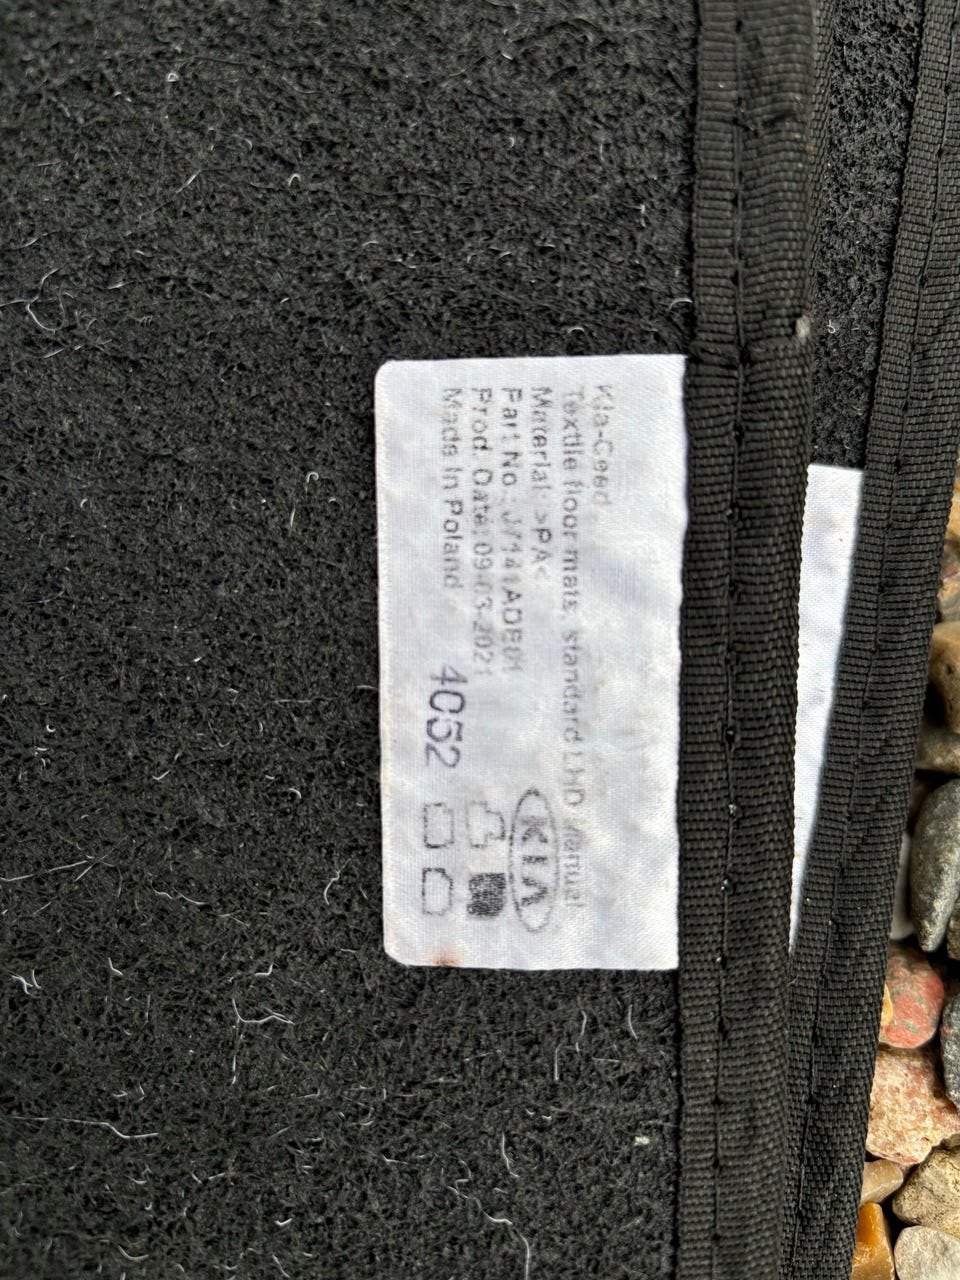 Kia-Ceed
Textile floor mats, standard LHD Manual
Material: >PA<
Part No.:
Prod. Date: 09-03-2021
Made in Poland
4052
KIA